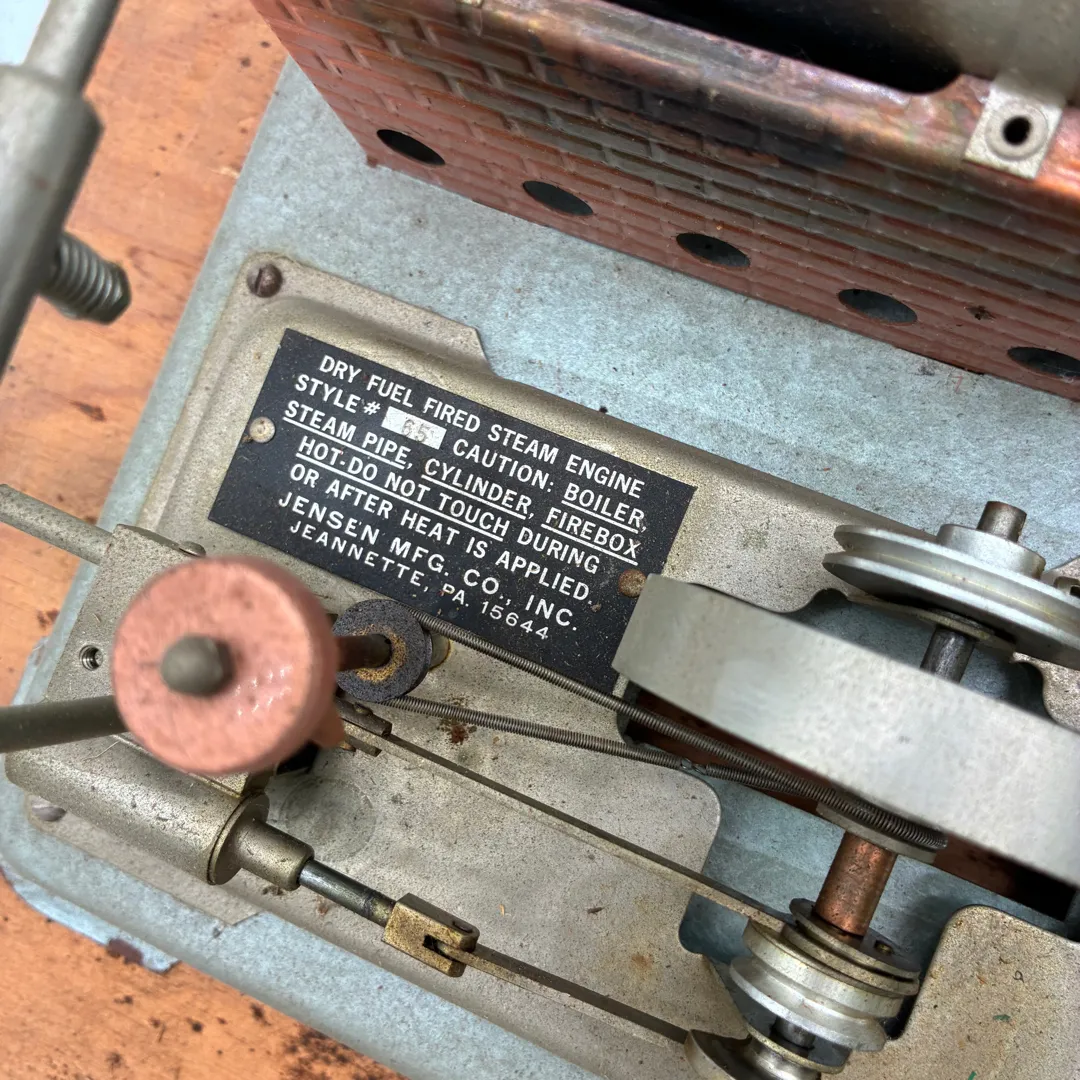 DRY FUEL FIRED STEAM ENGINE
STYLE # 65 CAUTION: BOILER,
STEAM PIPE, CYLINDER, FIREBOX
HOT-DO NOT TOUCH DURING
OR AFTER HEAT IS APPLIED.
JENSEN MFG. CO., INC.
JEANNETTE, PA. 15644